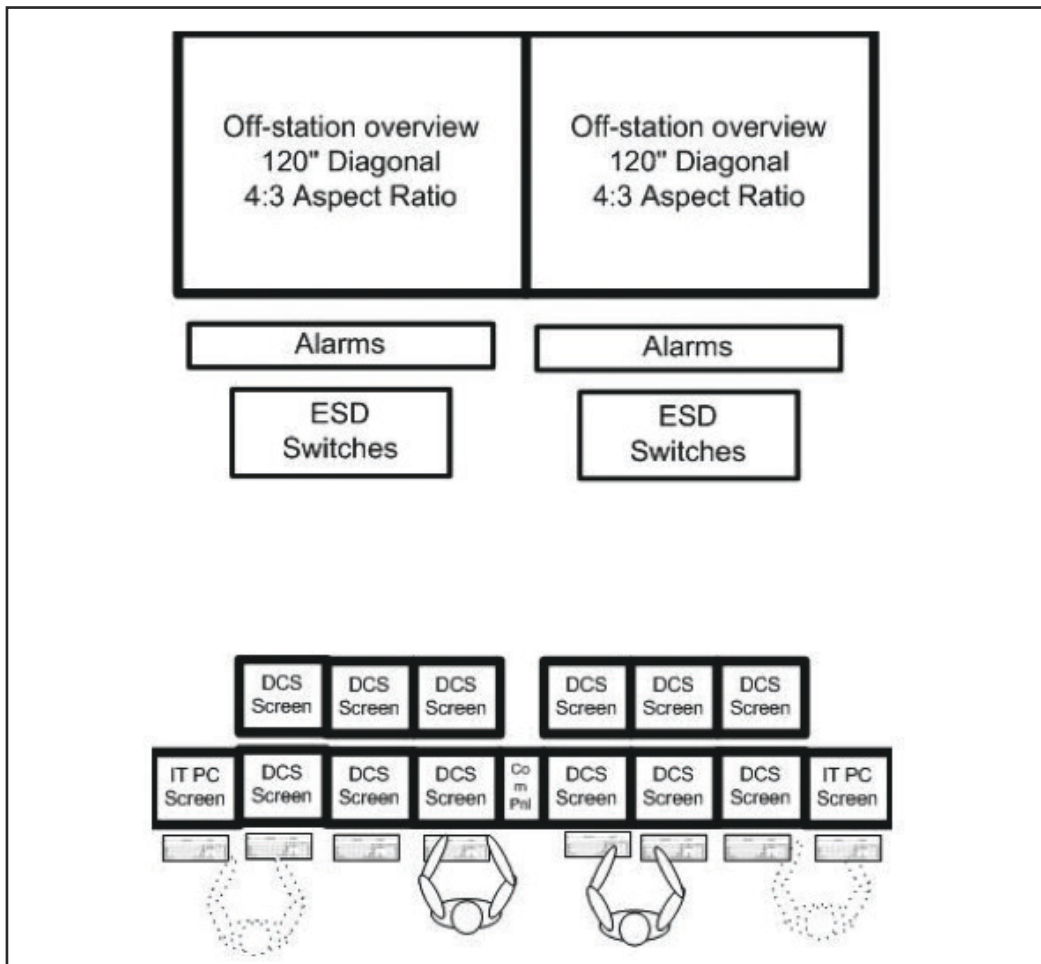 Off-station overview
120" Diagonal
4:3 Aspect Ratio
Off-station overview
120" Diagonal
4:3 Aspect Ratio
Alarms
Alarms
ESD
Switches
ESD
Switches
DCS
Screen
DCS
Screen
DCS
Screen
DCS
Screen
DCS
Screen
DCS
Screen
IT PC
Screen
DCS
Screen
DCS
Screen
DCS
Screen
Co
m
Pnl
DCS
Screen
DCS
Screen
DCS
Screen
IT PC
Screen